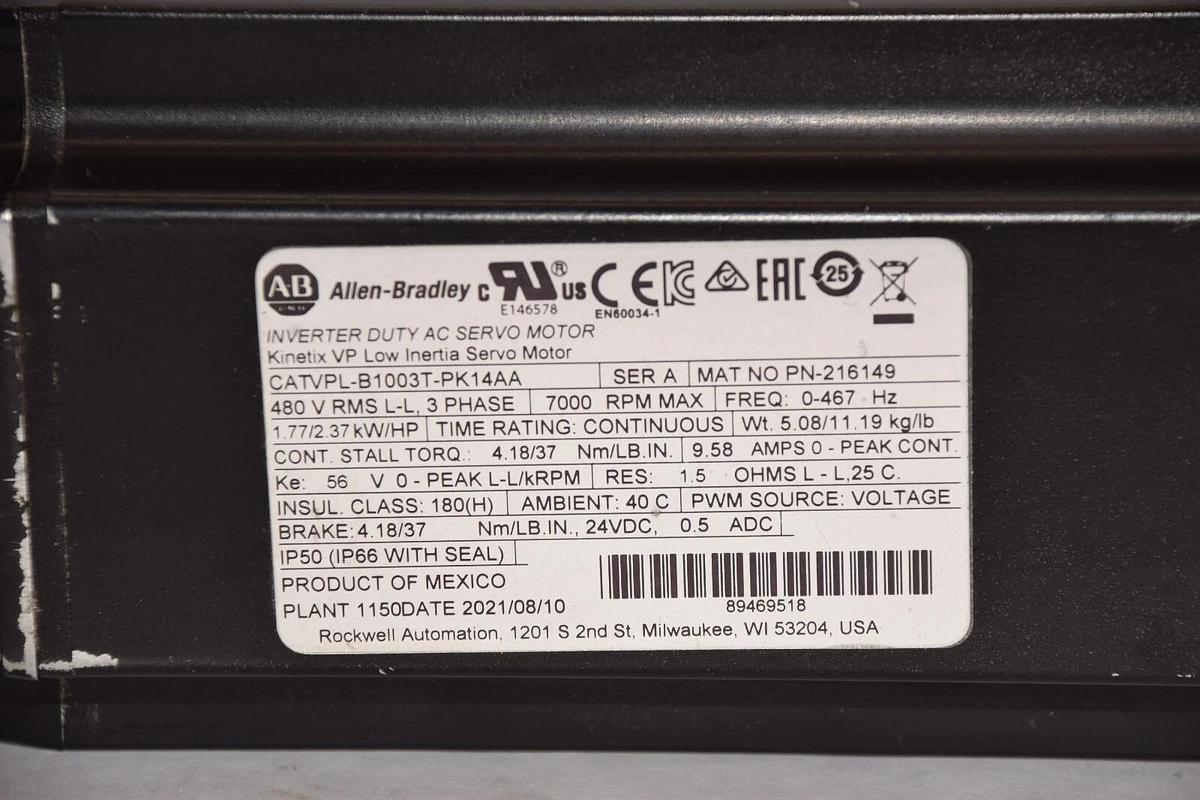 A-B Allen-Bradley c RU ® US CE KC EAC 25
E146578 EN60034-1
INVERTER DUTY AC SERVO MOTOR
Kinetix VP Low Inertia Servo Motor
CATVPL-B1003T-PK14AA SER A MAT NO PN-216149
480 V RMS L-L, 3 PHASE 7000 RPM MAX FREQ: 0-467 Hz
1.77/2.37 kW/HP TIME RATING: CONTINUOUS Wt. 5.08/11.19 kg/lb
CONT. STALL TORQ.: 4.18/37 Nm/LB.IN. 9.58 AMPS 0 - PEAK CONT.
Ke: 56 V 0 - PEAK L-L/kRPM RES: 1.5 OHMS L - L,25 C.
INSUL. CLASS: 180(H) AMBIENT: 40 C PWM SOURCE: VOLTAGE
BRAKE: 4.18/37 Nm/LB.IN., 24VDC, 0.5 ADC
IP50 (IP66 WITH SEAL)
PRODUCT OF MEXICO
PLANT 1150DATE 2021/08/10 89469518
Rockwell Automation, 1201 S 2nd St, Milwaukee, WI 53204, USA